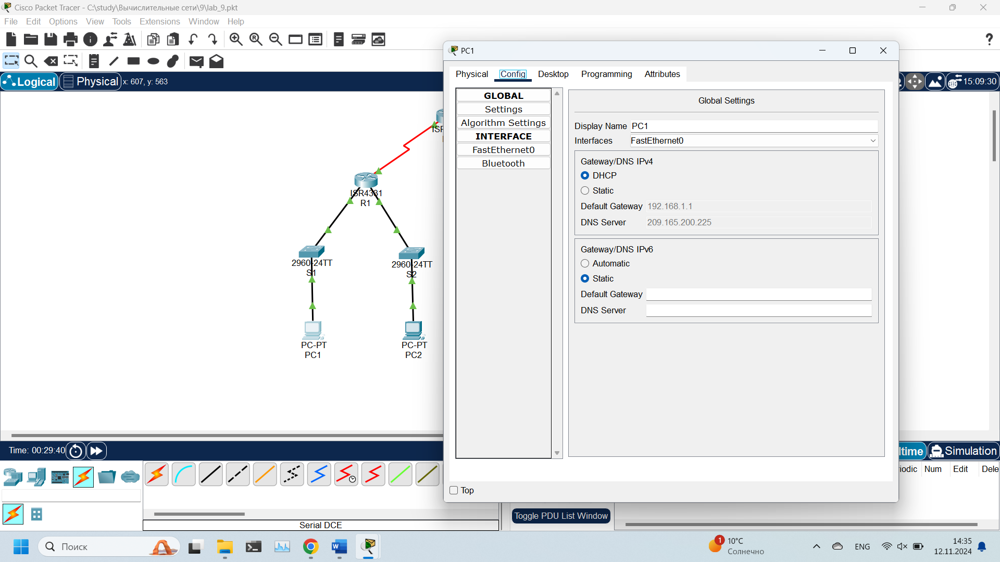 Cisco Packet Tracer - C:\study\Вычислительные сети\9\lab_9.pkt
File Edit Options View Tools Extensions Window Help
PC1
Logical Physical x: 607, y: 563
15:09:30
Physical Config Desktop Programming Attributes
GLOBAL
Settings
Algorithm Settings
INTERFACE
FastEthernet0
Bluetooth
Global Settings
Display Name PC1
Interfaces FastEthernet0
Gateway/DNS IPv4
DHCP
Static
Default Gateway 192.168.1.1
DNS Server 209.165.200.225
Gateway/DNS IPv6
Automatic
Static
Default Gateway
DNS Server
Top
ISR4331
R1
2960-24TT
S1
2960-24TT
S2
PC-PT
PC1
PC-PT
PC2
Time: 00:29:40
Simulation
Num Edit
Serial DCE
Toggle PDU List Window
Поиск
1
10°C
Солнечно
ENG
14:35
12.11.2024